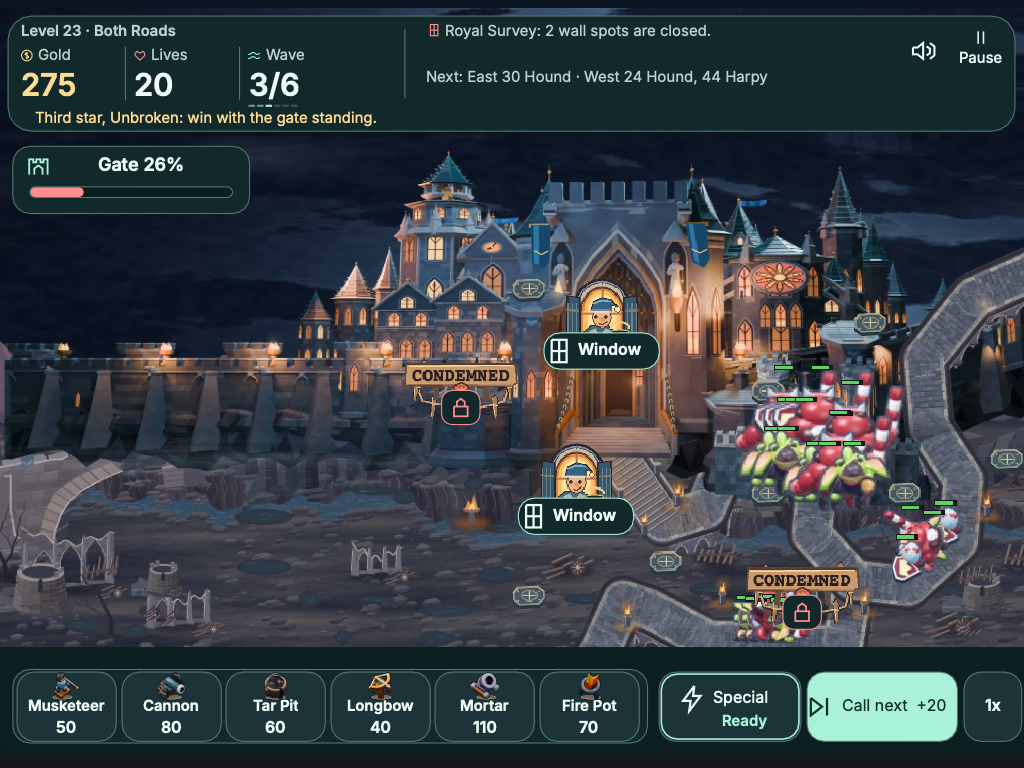 Level 23 · Both Roads
Gold
275
Lives
20
Wave
3/6
Third star, Unbroken: win with the gate standing.
Royal Survey: 2 wall spots are closed.
Next: East 30 Hound · West 24 Hound, 44 Harpy
Pause
Gate 26%
Window
CONDEMNED
Window
CONDEMNED
Musketeer
50
Cannon
80
Tar Pit
60
Longbow
40
Mortar
110
Fire Pot
70
Special
Ready
Call next +20
1x